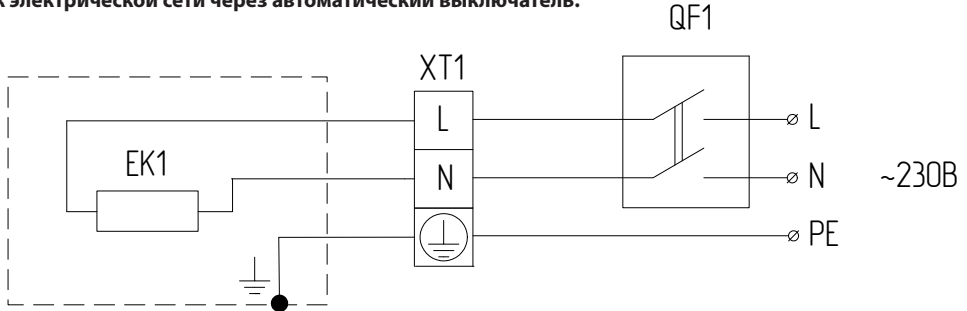 к электрической сети через автоматический выключатель.
QF1
XT1
L
L
EK1
N
N
~230В
PE